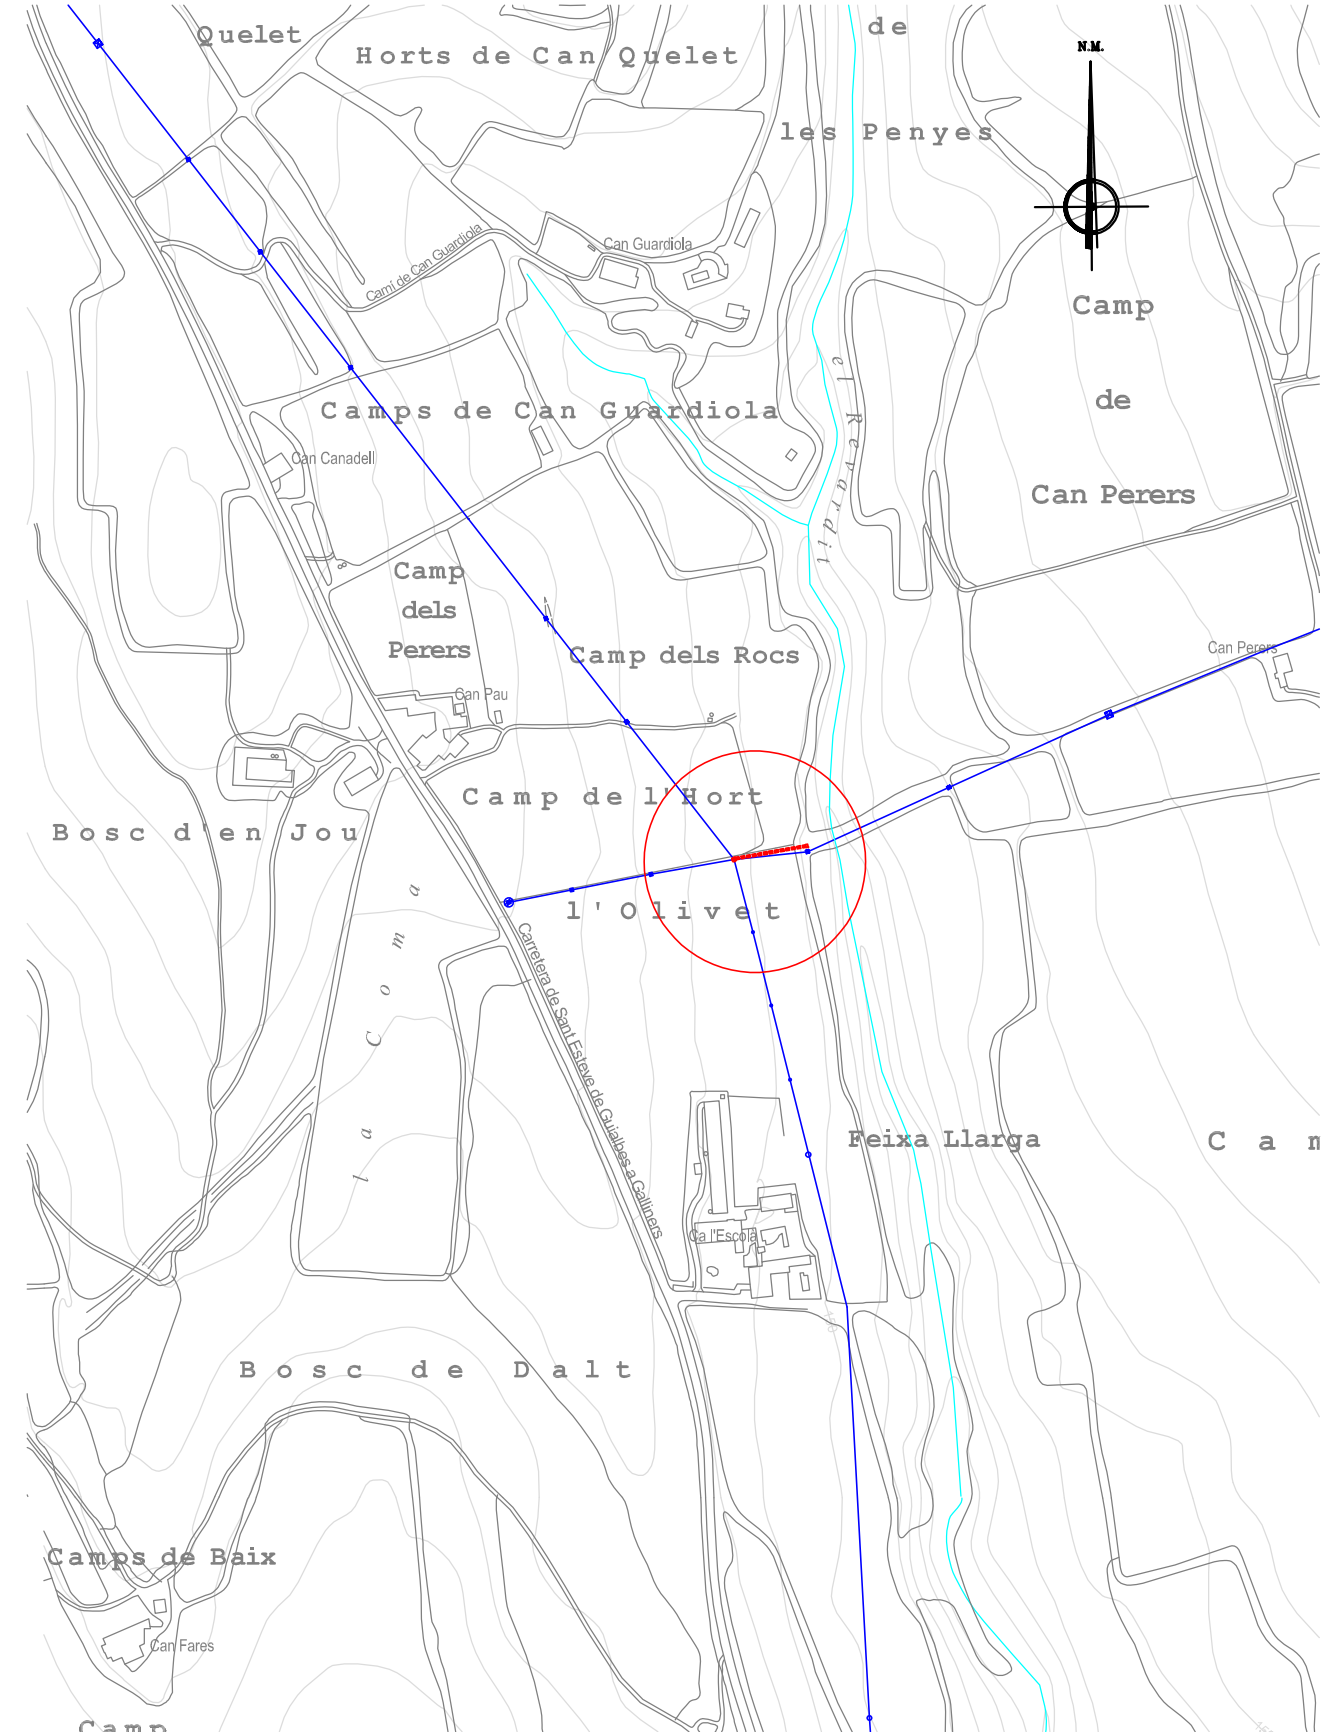 Quelet
Horts de Can Quelet
de
les Penyes
N.M.
Can Guardiola
Camí de Can Guardiola
Camp
de
Can Perers
el Revardit
Camps de Can Guardiola
Can Canadell
Camp
dels
Perers
Camp dels Rocs
Can Perers
Can Pau
Camp de l'Hort
Bosc d'en Jou
l'Olivet
la Coma
Carretera de Sant Esteve de Guialbes a Galliners
Feixa Llarga
Cam
Ca l'Escolà
Bosc de Dalt
Camps de Baix
Can Fares
Camp